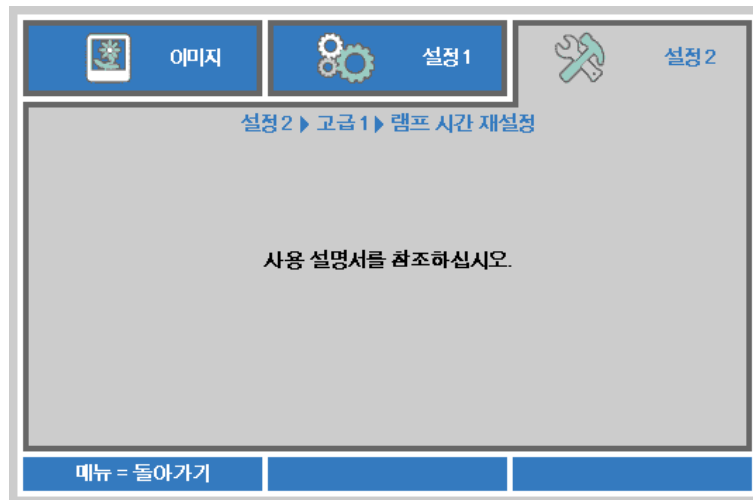 이미지
설정 1
설정 2
설정 2 ▶ 고급 1 ▶ 램프 시간 재설정
사용 설명서를 참조하십시오.
메뉴 = 돌아가기